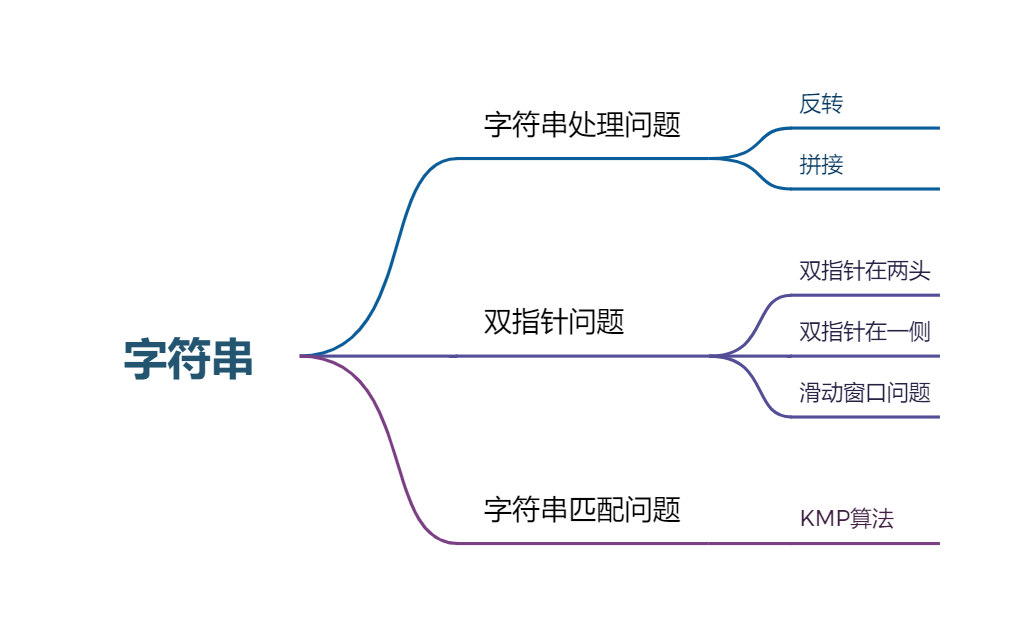 字符串
字符串处理问题
反转
拼接
双指针问题
双指针在两头
双指针在一侧
滑动窗口问题
字符串匹配问题
KMP算法